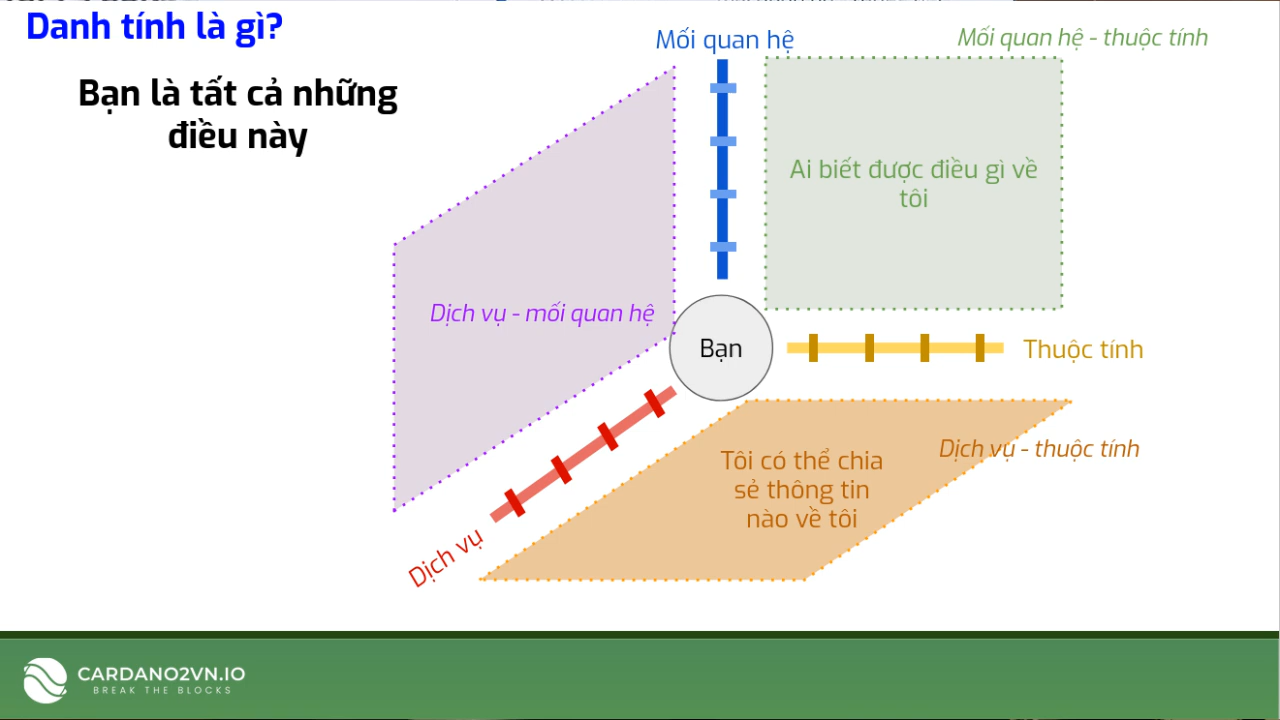 Danh tính là gì?
Bạn là tất cả những
điều này
Mối quan hệ
Mối quan hệ - thuộc tính
Ai biết được điều gì về
tôi
Dịch vụ - mối quan hệ
Bạn
Thuộc tính
Dịch vụ - thuộc tính
Tôi có thể chia
sẻ thông tin
nào về tôi
Dịch vụ
CARDANO2VN.IO
BREAK THE BLOCKS